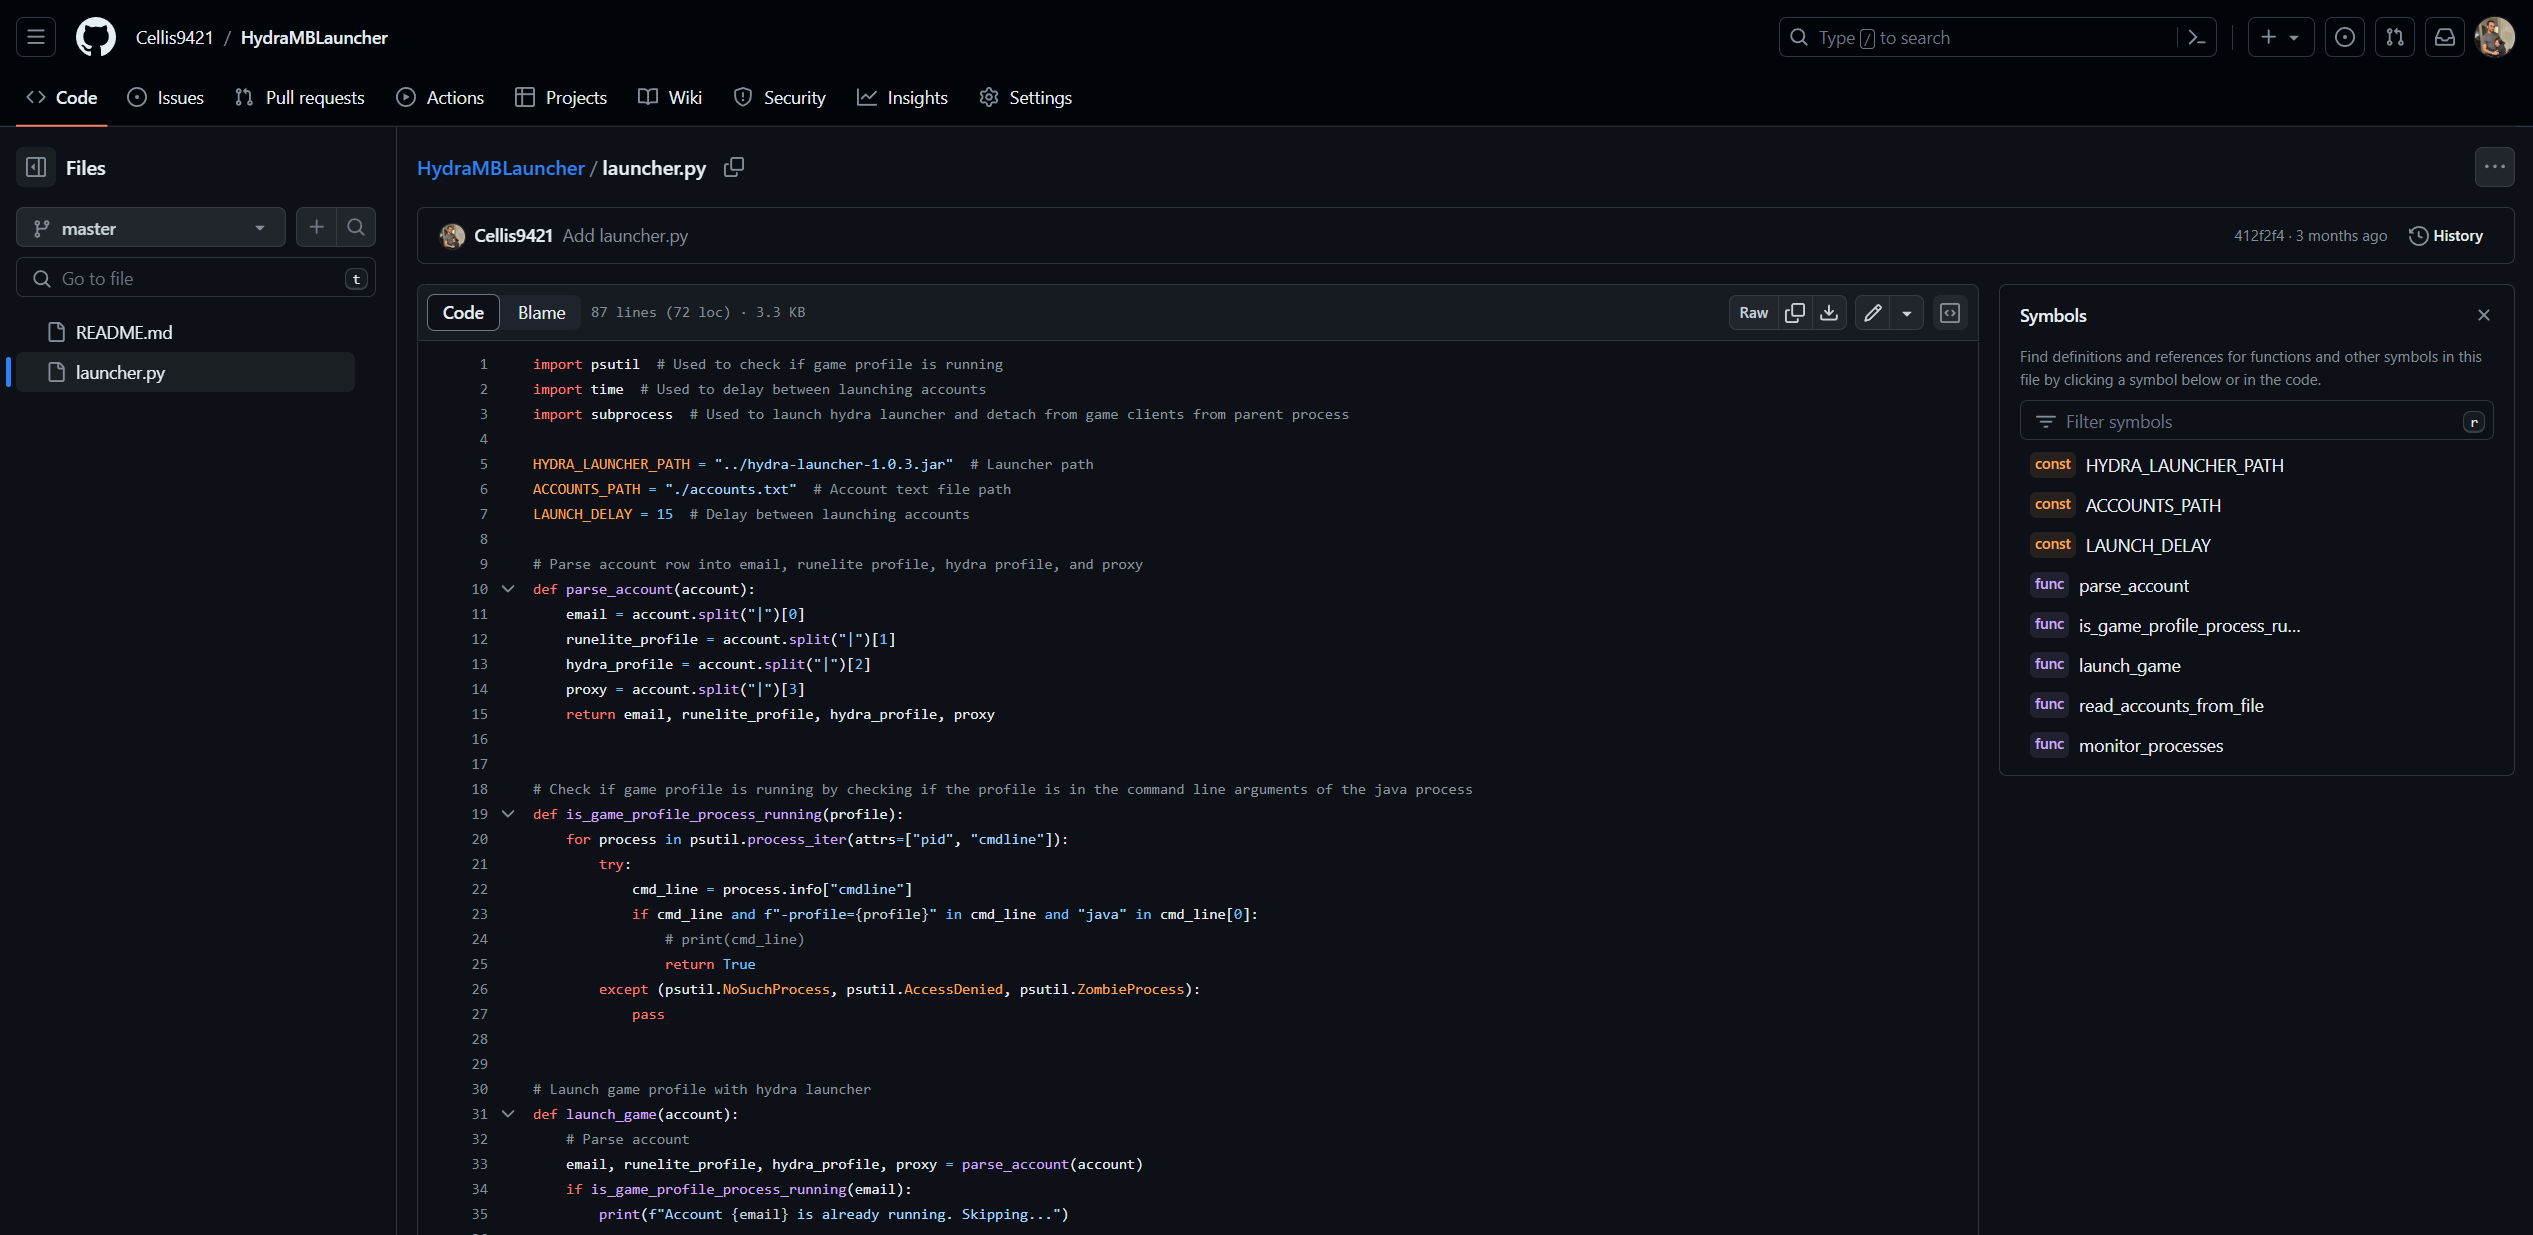 Cellis9421 / HydraMBLauncher
Type / to search
Code
Issues
Pull requests
Actions
Projects
Wiki
Security
Insights
Settings
Files
master
Go to file
t
README.md
launcher.py
HydraMBLauncher / launcher.py
Cellis9421 Add launcher.py
412f2f4 · 3 months ago
History
Code
Blame
87 lines (72 loc) · 3.3 KB
Raw
1 import psutil  # Used to check if game profile is running
2 import time  # Used to delay between launching accounts
3 import subprocess  # Used to launch hydra launcher and detach from game clients from parent process
4
5 HYDRA_LAUNCHER_PATH = "../hydra-launcher-1.0.3.jar"  # Launcher path
6 ACCOUNTS_PATH = "./accounts.txt"  # Account text file path
7 LAUNCH_DELAY = 15  # Delay between launching accounts
8
9 # Parse account row into email, runelite profile, hydra profile, and proxy
10 def parse_account(account):
11     email = account.split("|")[0]
12     runelite_profile = account.split("|")[1]
13     hydra_profile = account.split("|")[2]
14     proxy = account.split("|")[3]
15     return email, runelite_profile, hydra_profile, proxy
16
17
18 # Check if game profile is running by checking if the profile is in the command line arguments of the java process
19 def is_game_profile_process_running(profile):
20     for process in psutil.process_iter(attrs=["pid", "cmdline"]):
21         try:
22             cmd_line = process.info["cmdline"]
23             if cmd_line and f"-profile={profile}" in cmd_line and "java" in cmd_line[0]:
24                 # print(cmd_line)
25                 return True
26         except (psutil.NoSuchProcess, psutil.AccessDenied, psutil.ZombieProcess):
27             pass
28
29
30 # Launch game profile with hydra launcher
31 def launch_game(account):
32     # Parse account
33     email, runelite_profile, hydra_profile, proxy = parse_account(account)
34     if is_game_profile_process_running(email):
35         print(f"Account {email} is already running. Skipping...")
Symbols
Find definitions and references for functions and other symbols in this
file by clicking a symbol below or in the code.
Filter symbols
r
const HYDRA_LAUNCHER_PATH
const ACCOUNTS_PATH
const LAUNCH_DELAY
func parse_account
func is_game_profile_process_ru...
func launch_game
func read_accounts_from_file
func monitor_processes